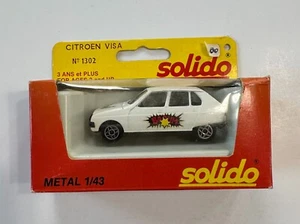 CITROEN VISA
Nº 1302
3 ANS et PLUS
FOR AGES 3 and UP
solido
METAL 1/43
solido